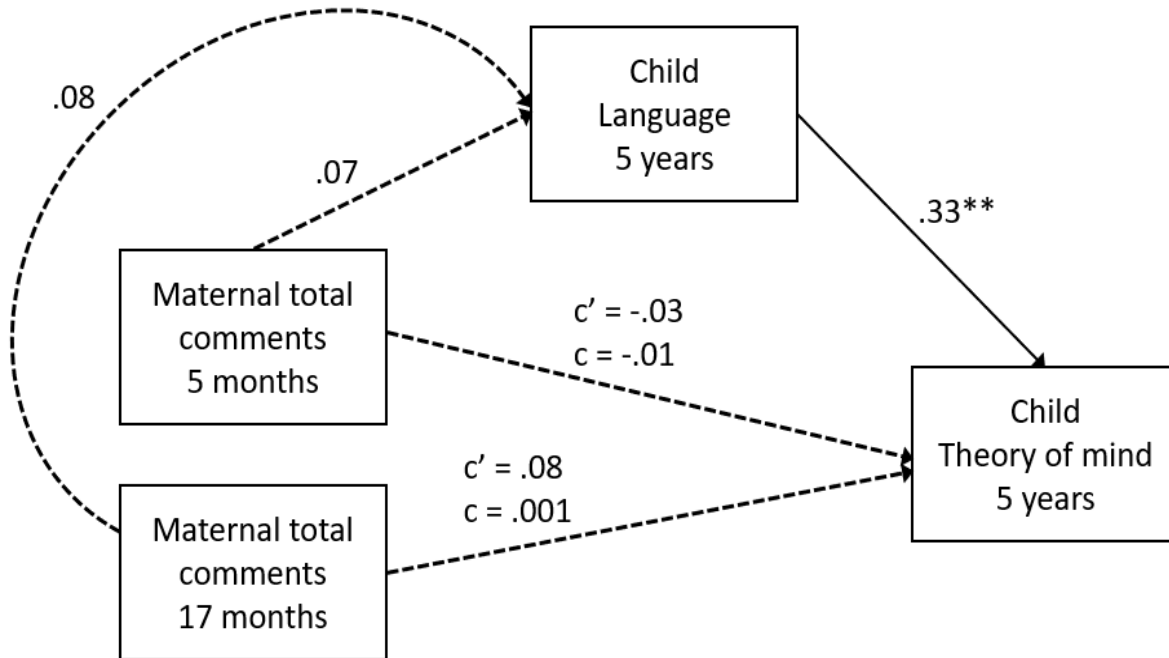 Child
Language
5 years
.08
.07
.33**
Maternal total
comments
5 months
c’ = -.03
c = -.01
Child
Theory of mind
5 years
c’ = .08
c = .001
Maternal total
comments
17 months